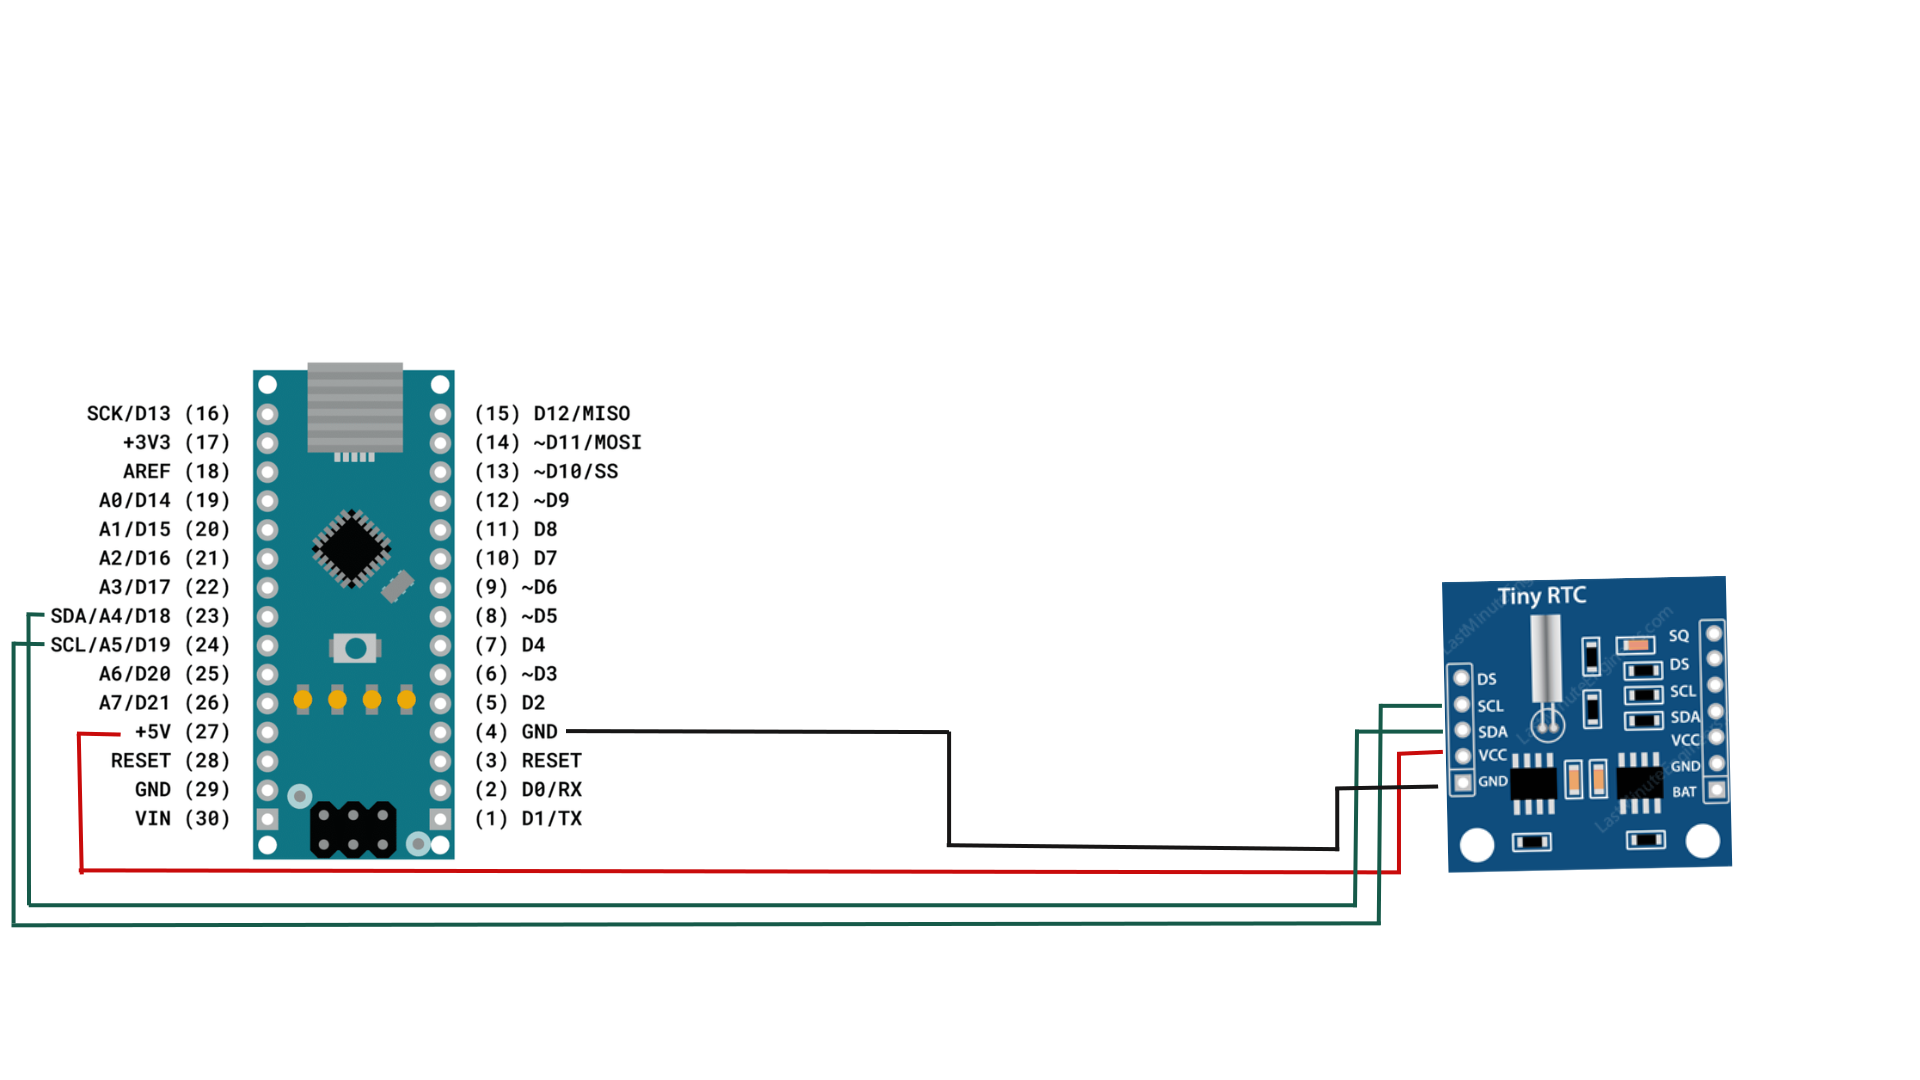 SCK/D13 (16)
+3V3 (17)
AREF (18)
A0/D14 (19)
A1/D15 (20)
A2/D16 (21)
A3/D17 (22)
SDA/A4/D18 (23)
SCL/A5/D19 (24)
A6/D20 (25)
A7/D21 (26)
+5V (27)
RESET (28)
GND (29)
VIN (30)
(15) D12/MISO
(14) ~D11/MOSI
(13) ~D10/SS
(12) ~D9
(11) D8
(10) D7
(9) ~D6
(8) ~D5
(7) D4
(6) ~D3
(5) D2
(4) GND
(3) RESET
(2) D0/RX
(1) D1/TX
Tiny RTC
DS
SCL
SDA
VCC
GND
SQ
DS
SCL
SDA
VCC
GND
BAT